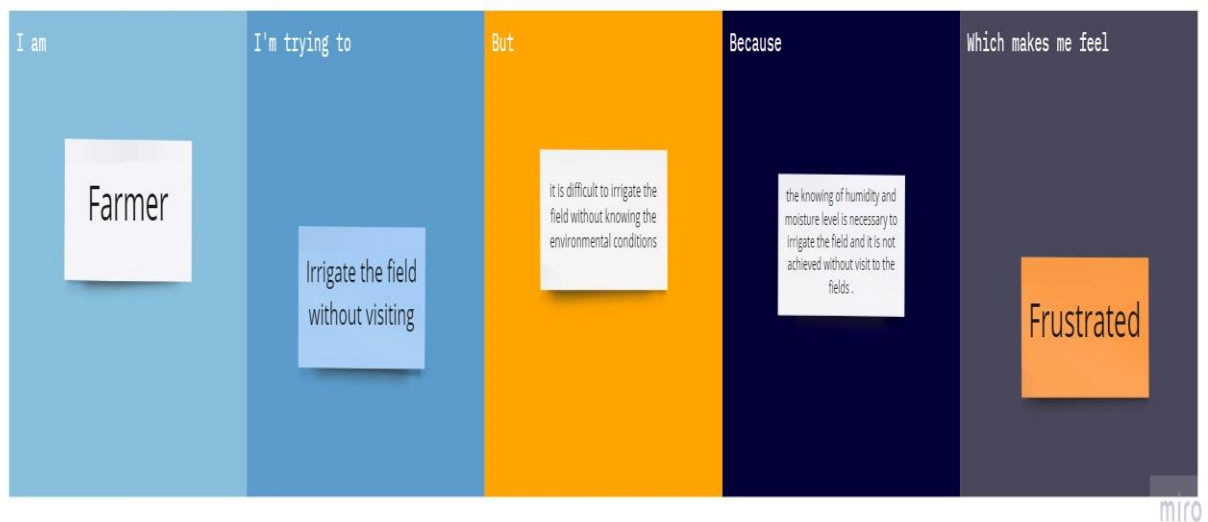 I am
Farmer
I'm trying to
Irrigate the field
without visiting
But
it is difficult to irrigate the
field without knowing the
environmental conditions
Because
the knowing of humidity and
moisture level is necessary to
irrigate the field and it is not
achieved without visit to the
fields .
Which makes me feel
Frustrated
miro